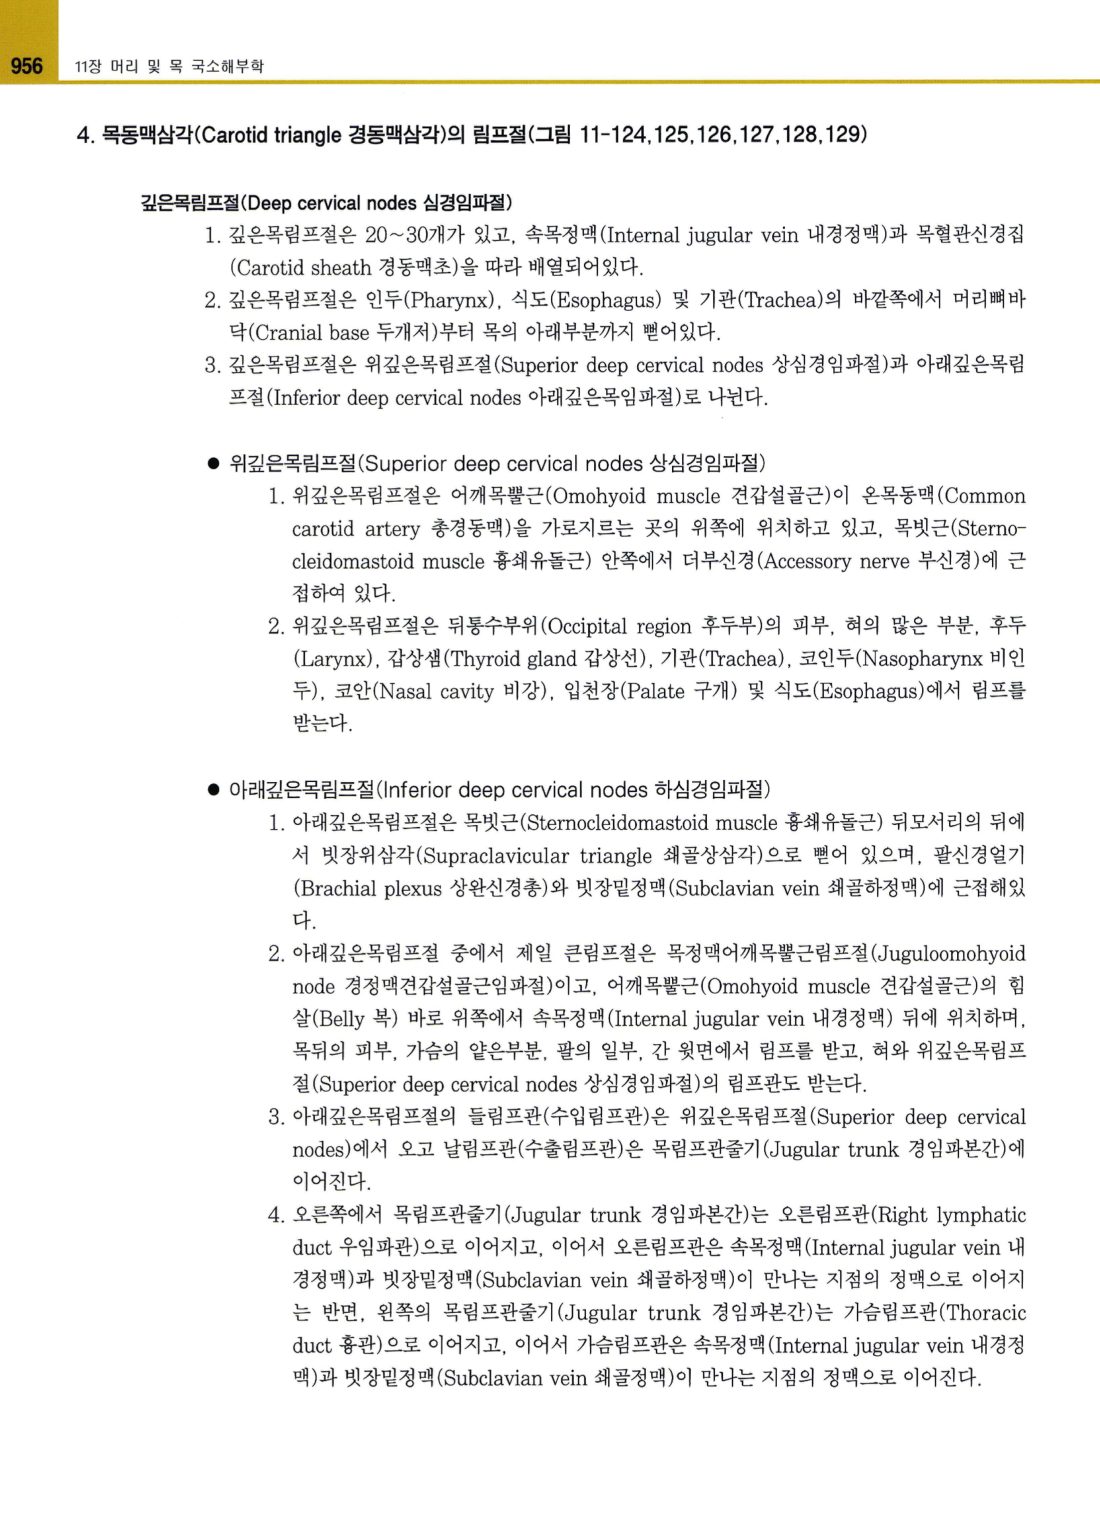 956
11장 머리 및 목 국소해부학
4. 목동맥삼각(Carotid triangle 경동맥삼각)의 림프절(그림 11-124,125,126,127,128,129)
깊은목림프절(Deep cervical nodes 심경임파절)
1. 깊은목림프절은 20~30개가 있고, 속목정맥(Internal jugular vein 내경정맥)과 목혈관신경집
(Carotid sheath 경동맥초)을 따라 배열되어있다.
2. 깊은목림프절은 인두(Pharynx), 식도(Esophagus) 및 기관(Trachea)의 바깥쪽에서 머리뼈바
닥(Cranial base 두개저)부터 목의 아래부분까지 뻗어있다.
3. 깊은목림프절은 위깊은목림프절(Superior deep cervical nodes 상심경임파절)과 아래깊은목림
프절(Inferior deep cervical nodes 아래깊은목임파절)로 나뉜다.
● 위깊은목림프절(Superior deep cervical nodes 상심경임파절)
1. 위깊은목림프절은 어깨목뿔근(Omohyoid muscle 견갑설골근)이 온목동맥(Common
carotid artery 총경동맥)을 가로지르는 곳의 위쪽에 위치하고 있고, 목빗근(Sterno-
cleidomastoid muscle 흉쇄유돌근) 안쪽에서 더부신경(Accessory nerve 부신경)에 근
접하여 있다.
2. 위깊은목림프절은 뒤통수부위(Occipital region 후두부)의 피부, 혀의 많은 부분, 후두
(Larynx), 갑상샘(Thyroid gland 갑상선), 기관(Trachea), 코인두(Nasopharynx 비인
두), 코안(Nasal cavity 비강), 입천장(Palate 구개) 및 식도(Esophagus)에서 림프를
받는다.
● 아래깊은목림프절(Inferior deep cervical nodes 하심경임파절)
1. 아래깊은목림프절은 목빗근(Sternocleidomastoid muscle 흉쇄유돌근) 뒤모서리의 뒤에
서 빗장위삼각(Supraclavicular triangle 쇄골상삼각)으로 뻗어 있으며, 팔신경얼기
(Brachial plexus 상완신경총)와 빗장밑정맥(Subclavian vein 쇄골하정맥)에 근접해있
다.
2. 아래깊은목림프절 중에서 제일 큰림프절은 목정맥어깨목뿔근림프절(Juguloomohyoid
node 경정맥견갑설골근임파절)이고, 어깨목뿔근(Omohyoid muscle 견갑설골근)의 힘
살(Belly 복) 바로 위쪽에서 속목정맥(Internal jugular vein 내경정맥) 뒤에 위치하며,
목뒤의 피부, 가슴의 얕은부분, 팔의 일부, 간 윗면에서 림프를 받고, 혀와 위깊은목림프
절(Superior deep cervical nodes 상심경임파절)의 림프관도 받는다.
3. 아래깊은목림프절의 들림프관(수입림프관)은 위깊은목림프절(Superior deep cervical
nodes)에서 오고 날림프관(수출림프관)은 목림프관줄기(Jugular trunk 경임파본간)에
이어진다.
4. 오른쪽에서 목림프관줄기(Jugular trunk 경임파본간)는 오른림프관(Right lymphatic
duct 우임파관)으로 이어지고, 이어서 오른림프관은 속목정맥(Internal jugular vein 내
경정맥)과 빗장밑정맥(Subclavian vein 쇄골하정맥)이 만나는 지점의 정맥으로 이어지
는 반면, 왼쪽의 목림프관줄기(Jugular trunk 경임파본간)는 가슴림프관(Thoracic
duct 흉관)으로 이어지고, 이어서 가슴림프관은 속목정맥(Internal jugular vein 내경정
맥)과 빗장밑정맥(Subclavian vein 쇄골정맥)이 만나는 지점의 정맥으로 이어진다.